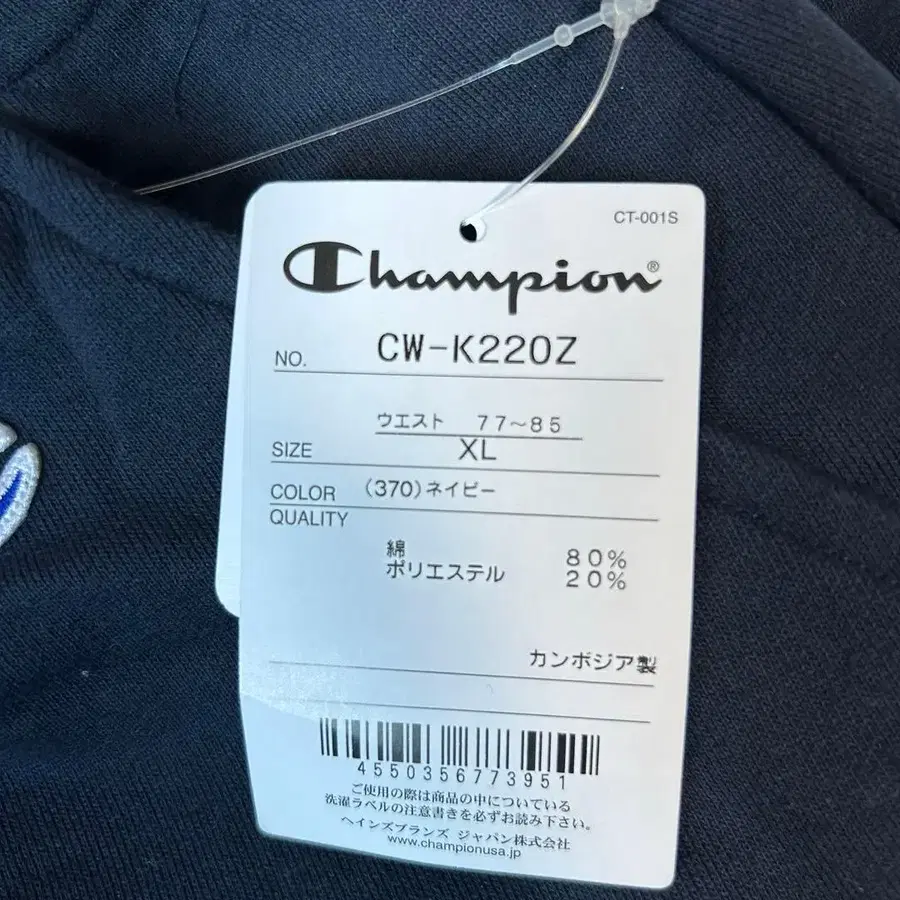 CT-001S
Champion®
NO. CW-K220Z
ウエスト 77～85
SIZE XL
COLOR (370)ネイビー
QUALITY
綿 80%
ポリエステル 20%
カンボジア製
4550356773951
ご使用の際は商品の中についている
洗濯ラベルの注意書きを必ずお読み下さい。
ヘインズブランズ ジャパン株式会社
www.championusa.jp